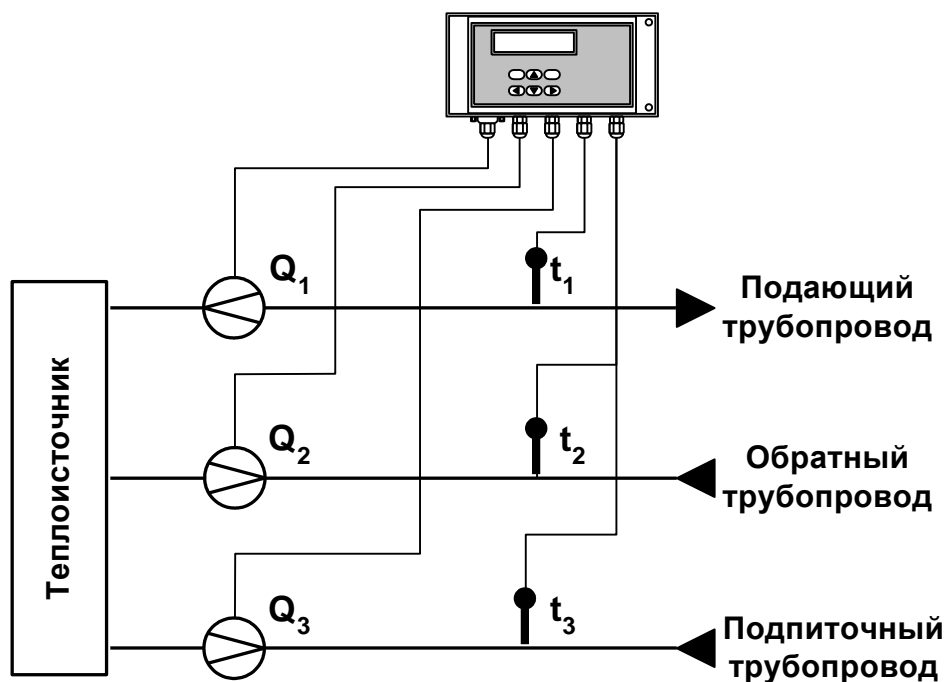 Q1
t1
Подающий
трубопровод
Теплоисточник
Q2
t2
Обратный
трубопровод
Q3
t3
Подпиточный
трубопровод